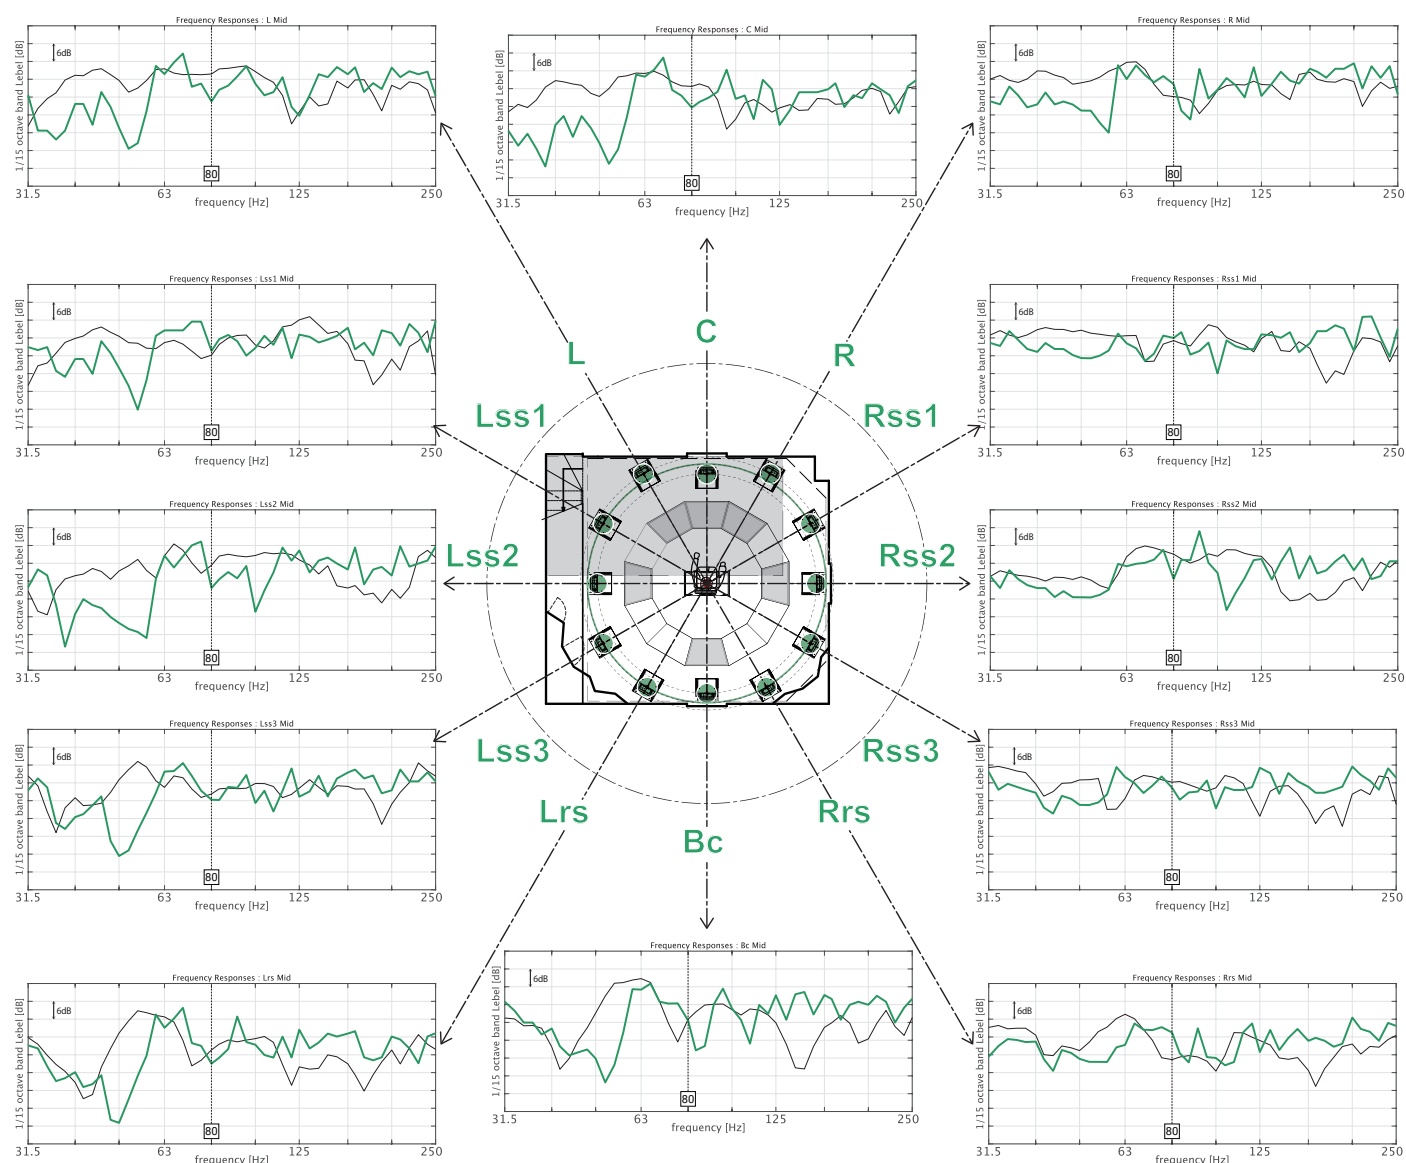 Frequency Responses : L Mid
1/15 octave band Lebel [dB]
6dB
80
31.5 63 125 250
frequency [Hz]
Frequency Responses : C Mid
1/15 octave band Lebel [dB]
6dB
80
31.5 63 125 250
frequency [Hz]
Frequency Responses : R Mid
1/15 octave band Lebel [dB]
6dB
80
31.5 63 125 250
frequency [Hz]
Frequency Responses : Lss1 Mid
1/15 octave band Lebel [dB]
6dB
80
31.5 63 125 250
frequency [Hz]
Frequency Responses : Rss1 Mid
1/15 octave band Lebel [dB]
6dB
80
31.5 63 125 250
frequency [Hz]
C
L
R
Lss1
Rss1
Frequency Responses : Lss2 Mid
1/15 octave band Lebel [dB]
6dB
80
31.5 63 125 250
frequency [Hz]
Lss2
Rss2
Frequency Responses : Rss2 Mid
1/15 octave band Lebel [dB]
6dB
80
31.5 63 125 250
frequency [Hz]
Frequency Responses : Lss3 Mid
1/15 octave band Lebel [dB]
6dB
80
31.5 63 125 250
frequency [Hz]
Lss3
Rss3
Frequency Responses : Rss3 Mid
1/15 octave band Lebel [dB]
6dB
80
31.5 63 125 250
frequency [Hz]
Lrs
Rrs
Bc
Frequency Responses : Lrs Mid
1/15 octave band Lebel [dB]
6dB
80
31.5 63 125 250
frequency [Hz]
Frequency Responses : Bc Mid
1/15 octave band Lebel [dB]
6dB
80
31.5 63 125 250
frequency [Hz]
Frequency Responses : Rrs Mid
1/15 octave band Lebel [dB]
6dB
80
31.5 63 125 250
frequency [Hz]